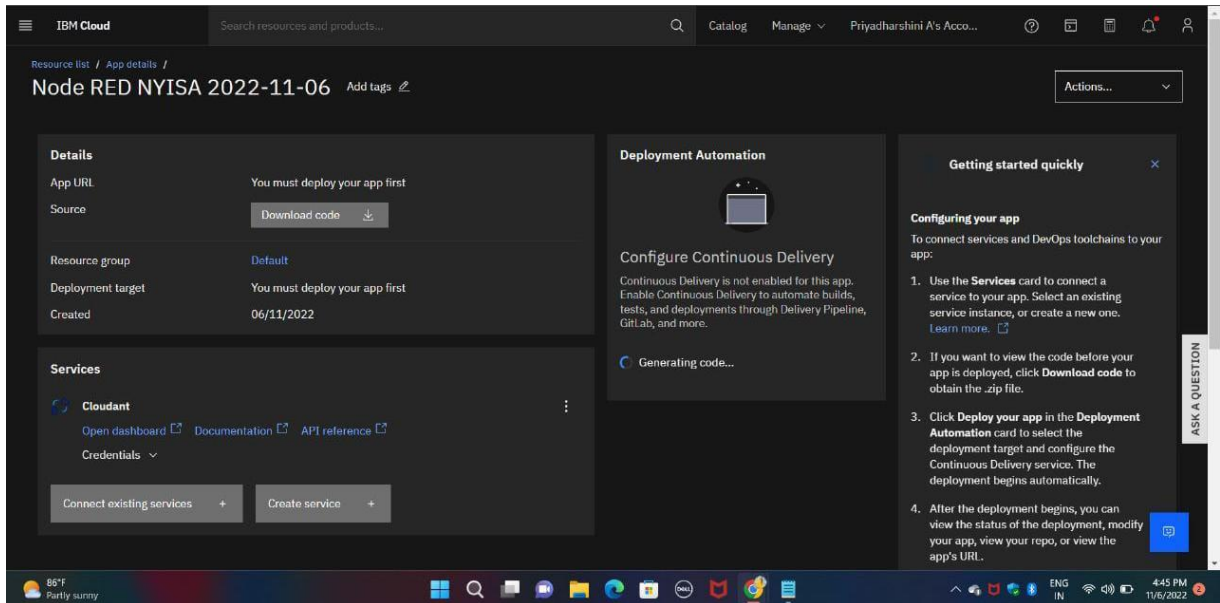 IBM Cloud
Search resources and products...
Catalog
Manage
Priyadharshini A's Acco...
Resource list / App details /
Node RED NYISA 2022-11-06
Add tags
Actions...
Details
App URL
You must deploy your app first
Source
Download code
Resource group
Default
Deployment target
You must deploy your app first
Created
06/11/2022
Services
Cloudant
Open dashboard
Documentation
API reference
Credentials
Connect existing services +
Create service +
Deployment Automation
Configure Continuous Delivery
Continuous Delivery is not enabled for this app.
Enable Continuous Delivery to automate builds,
tests, and deployments through Delivery Pipeline,
GitLab, and more.
Generating code...
Getting started quickly
Configuring your app
To connect services and DevOps toolchains to your
app:
1. Use the Services card to connect a
service to your app. Select an existing
service instance, or create a new one.
Learn more.
2. If you want to view the code before your
app is deployed, click Download code to
obtain the .zip file.
3. Click Deploy your app in the Deployment
Automation card to select the
deployment target and configure the
Continuous Delivery service. The
deployment begins automatically.
4. After the deployment begins, you can
view the status of the deployment, modify
your app, view your repo, or view the
app's URL.
ASK A QUESTION
86°F
Partly sunny
DELL
ENG
IN
4:45 PM
11/6/2022
2